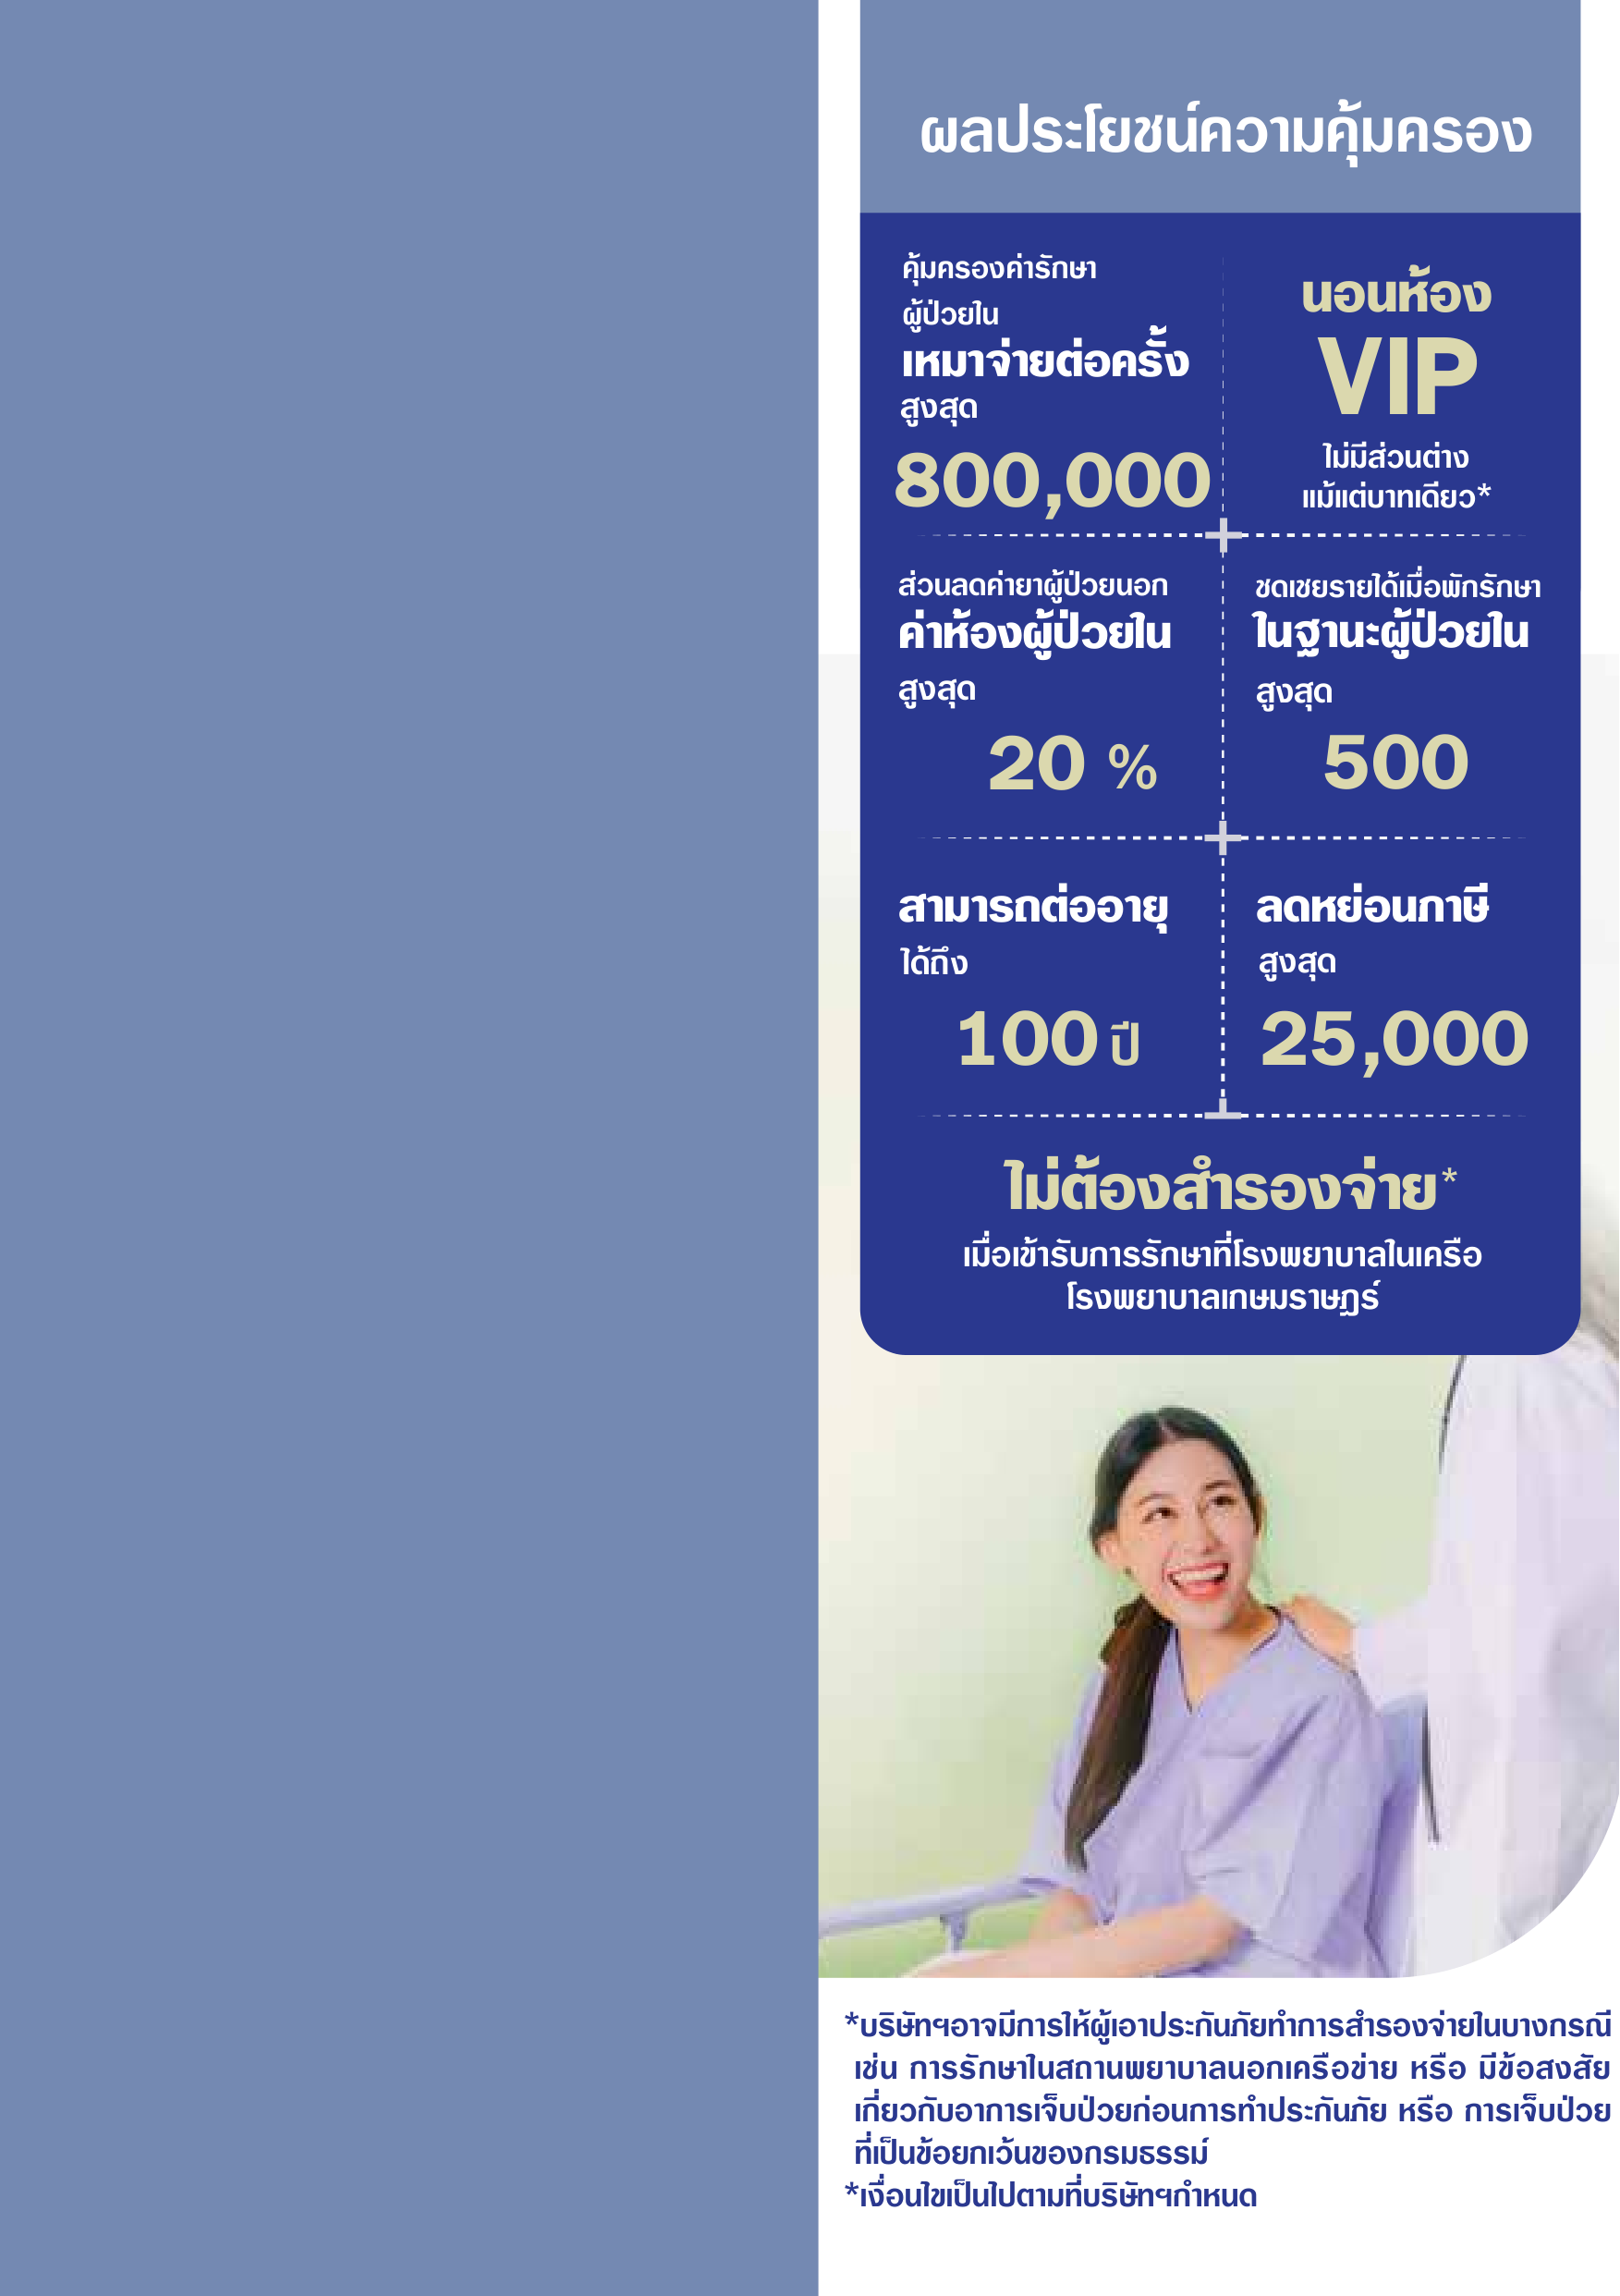 ผลประโยชน์ความคุ้มครอง
คุ้มครองค่ารักษา
ผู้ป่วยใน
เหมาจ่ายต่อครั้ง
สูงสุด
800,000
นอนห้อง
VIP
ไม่มีส่วนต่าง
แม้แต่บาทเดียว*
ส่วนลดค่ายาผู้ป่วยนอก
ค่าห้องผู้ป่วยใน
สูงสุด
20 %
ชดเชยรายได้เมื่อพักรักษา
ในฐานะผู้ป่วยใน
สูงสุด
500
สามารถต่ออายุ
ได้ถึง
100 ปี
ลดหย่อนภาษี
สูงสุด
25,000
ไม่ต้องสำรองจ่าย*
เมื่อเข้ารับการรักษาที่โรงพยาบาลในเครือ
โรงพยาบาลเกษมราษฎร์
*บริษัทฯอาจมีการให้ผู้เอาประกันภัยทำการสำรองจ่ายในบางกรณี
เช่น การรักษาในสถานพยาบาลนอกเครือข่าย หรือ มีข้อสงสัย
เกี่ยวกับอาการเจ็บป่วยก่อนการทำประกันภัย หรือ การเจ็บป่วย
ที่เป็นข้อยกเว้นของกรมธรรม์
*เงื่อนไขเป็นไปตามที่บริษัทฯกำหนด